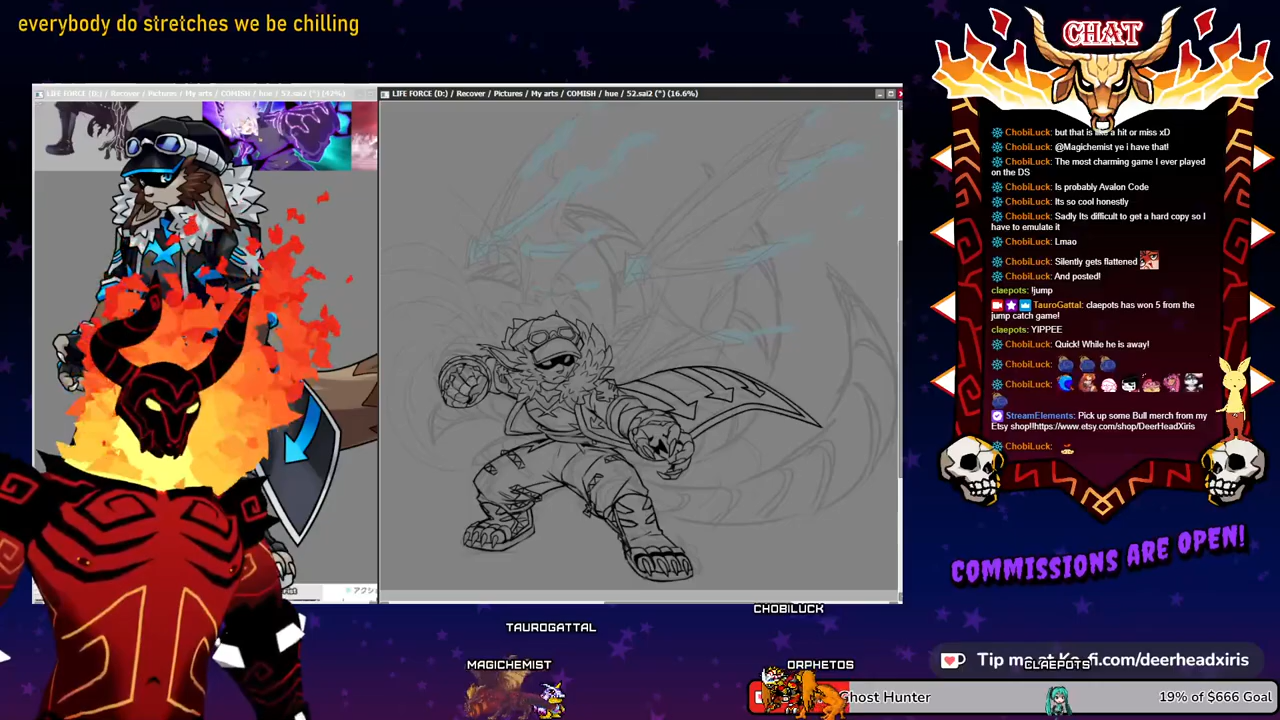 everybody do stretches we be chilling
LIFE FORCE (D:) / Recover / Pictures / My arts / COMISH / hue / 52.sai2 (*) (42%)
LIFE FORCE (D:) / Recover / Pictures / My arts / COMISH / hue / 52.sai2 (*) (16.6%)
CHAT
ChobiLuck: but that is like a hit or miss xD
ChobiLuck: @Magichemist ye i have that!
ChobiLuck: The most charming game I ever played
on the DS
ChobiLuck: Is probably Avalon Code
ChobiLuck: Its so cool honestly
ChobiLuck: Sadly Its difficult to get a hard copy so I
have to emulate it
ChobiLuck: Lmao
ChobiLuck: Silently gets flattened
ChobiLuck: And posted!
claepots: !jump
TauroGattal: claepots has won 5 from the
jump catch game!
claepots: YIPPEE
ChobiLuck: Quick! While he is away!
ChobiLuck:
ChobiLuck:
StreamElements: Pick up some Bull merch from my
Etsy shop!!https://www.etsy.com/shop/DeerHeadXiris
ChobiLuck:
COMMISSIONS ARE OPEN!
CHOBILUCK
TAUROGATTAL
MAGICHEMIST
ORPHETOS
CLAEPOTS
Tip me at Ko-fi.com/deerheadxiris
Ghost Hunter
19% of $666 Goal